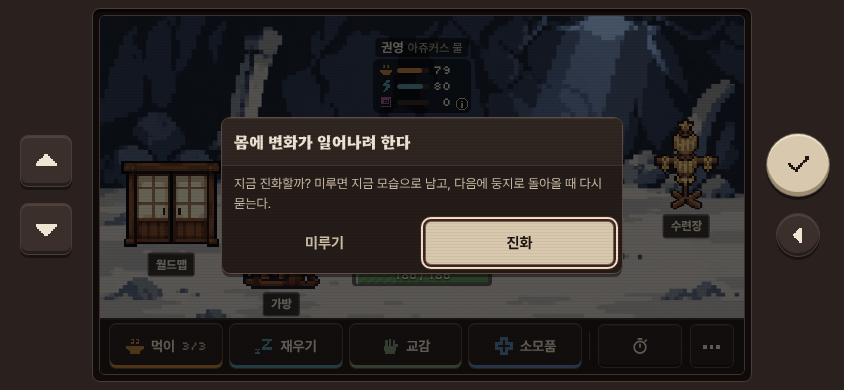 권영 아쥬커스 물
79
80
0
몸에 변화가 일어나려 한다
지금 진화할까? 미루면 지금 모습으로 남고, 다음에 둥지로 돌아올 때 다시
묻는다.
미루기
진화
월드맵
수련장
가방
먹이 3/3
재우기
교감
소모품